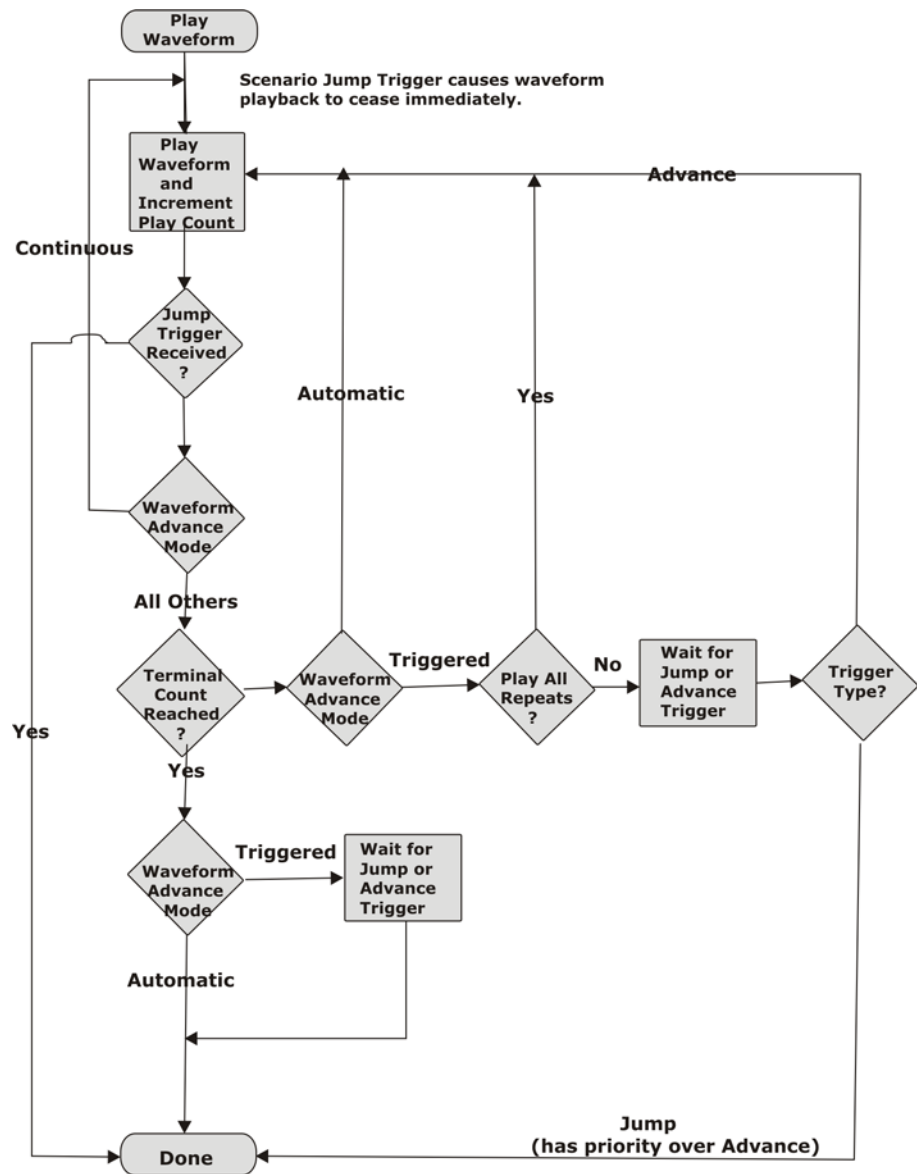 Play
Waveform
Scenario Jump Trigger causes waveform
playback to cease immediately.
Play
Waveform
and
Increment
Play Count
Advance
Continuous
Jump
Trigger
Received
?
Automatic
Yes
Waveform
Advance
Mode
All Others
Terminal
Count
Reached
?
Waveform
Advance
Mode
Triggered
Play All
Repeats
?
No
Wait for
Jump or
Advance
Trigger
Trigger
Type?
Yes
Yes
Waveform
Advance
Mode
Triggered
Wait for
Jump or
Advance
Trigger
Automatic
Jump
(has priority over Advance)
Done